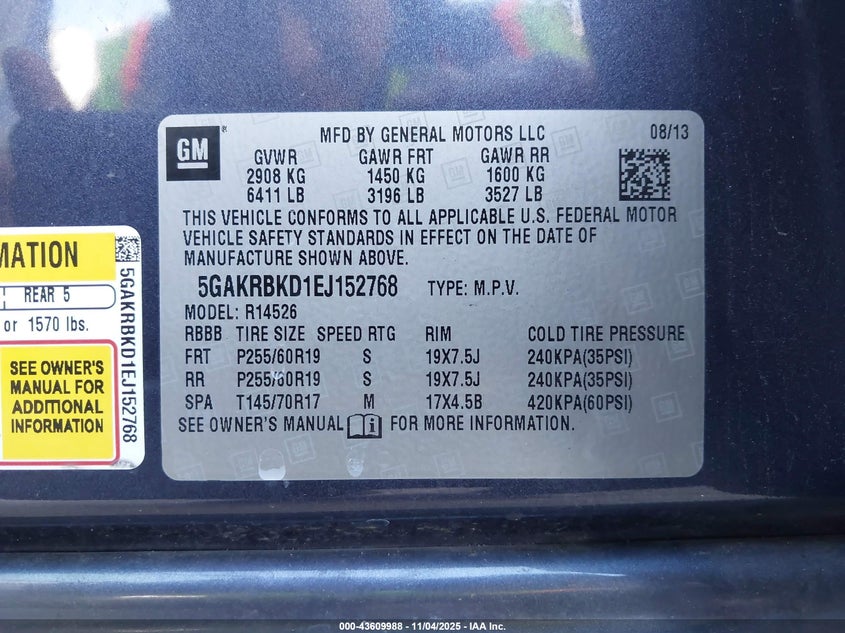 GM
®
MFD BY GENERAL MOTORS LLC 08/13
GVWR GAWR FRT GAWR RR
2908 KG 1450 KG 1600 KG
6411 LB 3196 LB 3527 LB
THIS VEHICLE CONFORMS TO ALL APPLICABLE U.S. FEDERAL MOTOR
VEHICLE SAFETY STANDARDS IN EFFECT ON THE DATE OF
MANUFACTURE SHOWN ABOVE.
5GAKRBKD1EJ152768 TYPE: M.P.V.
MODEL: R14526
RBBB TIRE SIZE SPEED RTG RIM COLD TIRE PRESSURE
FRT P255/60R19 S 19X7.5J 240KPA(35PSI)
RR P255/60R19 S 19X7.5J 240KPA(35PSI)
SPA T145/70R17 M 17X4.5B 420KPA(60PSI)
SEE OWNER'S MANUAL i FOR MORE INFORMATION.
MATION
REAR 5
or 1570 lbs.
SEE OWNER'S
MANUAL FOR
ADDITIONAL
INFORMATION
5GAKRBKD1EJ152768
000-43609988 - 11/04/2025 - IAA Inc.